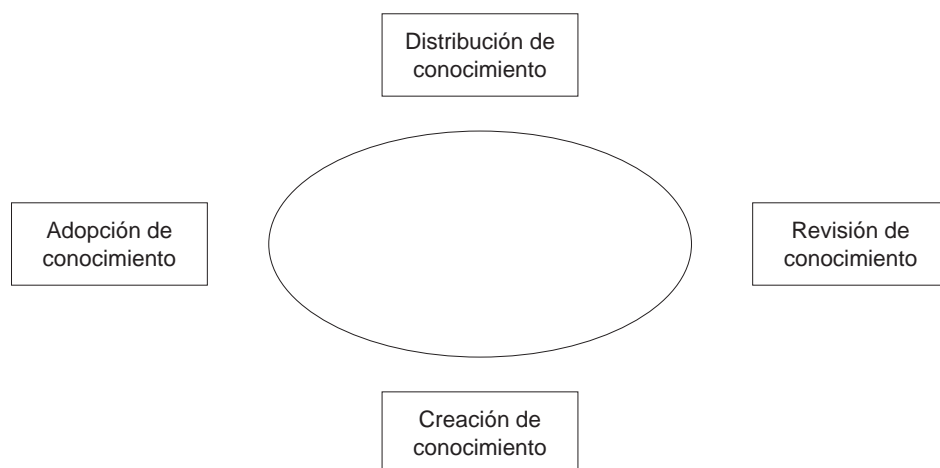 Distribución de
conocimiento
Adopción de
conocimiento
Revisión de
conocimiento
Creación de
conocimiento